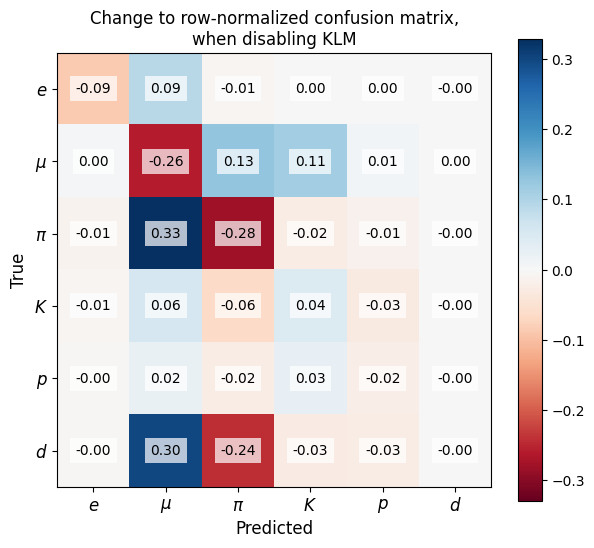 Change to row-normalized confusion matrix,
when disabling KLM
e -0.09 0.09 -0.01 0.00 0.00 -0.00
μ 0.00 -0.26 0.13 0.11 0.01 0.00
π -0.01 0.33 -0.28 -0.02 -0.01 -0.00
K -0.01 0.06 -0.06 0.04 -0.03 -0.00
p -0.00 0.02 -0.02 0.03 -0.02 -0.00
d -0.00 0.30 -0.24 -0.03 -0.03 -0.00
e μ π K p d
Predicted
True
0.3
0.2
0.1
0.0
−0.1
−0.2
−0.3